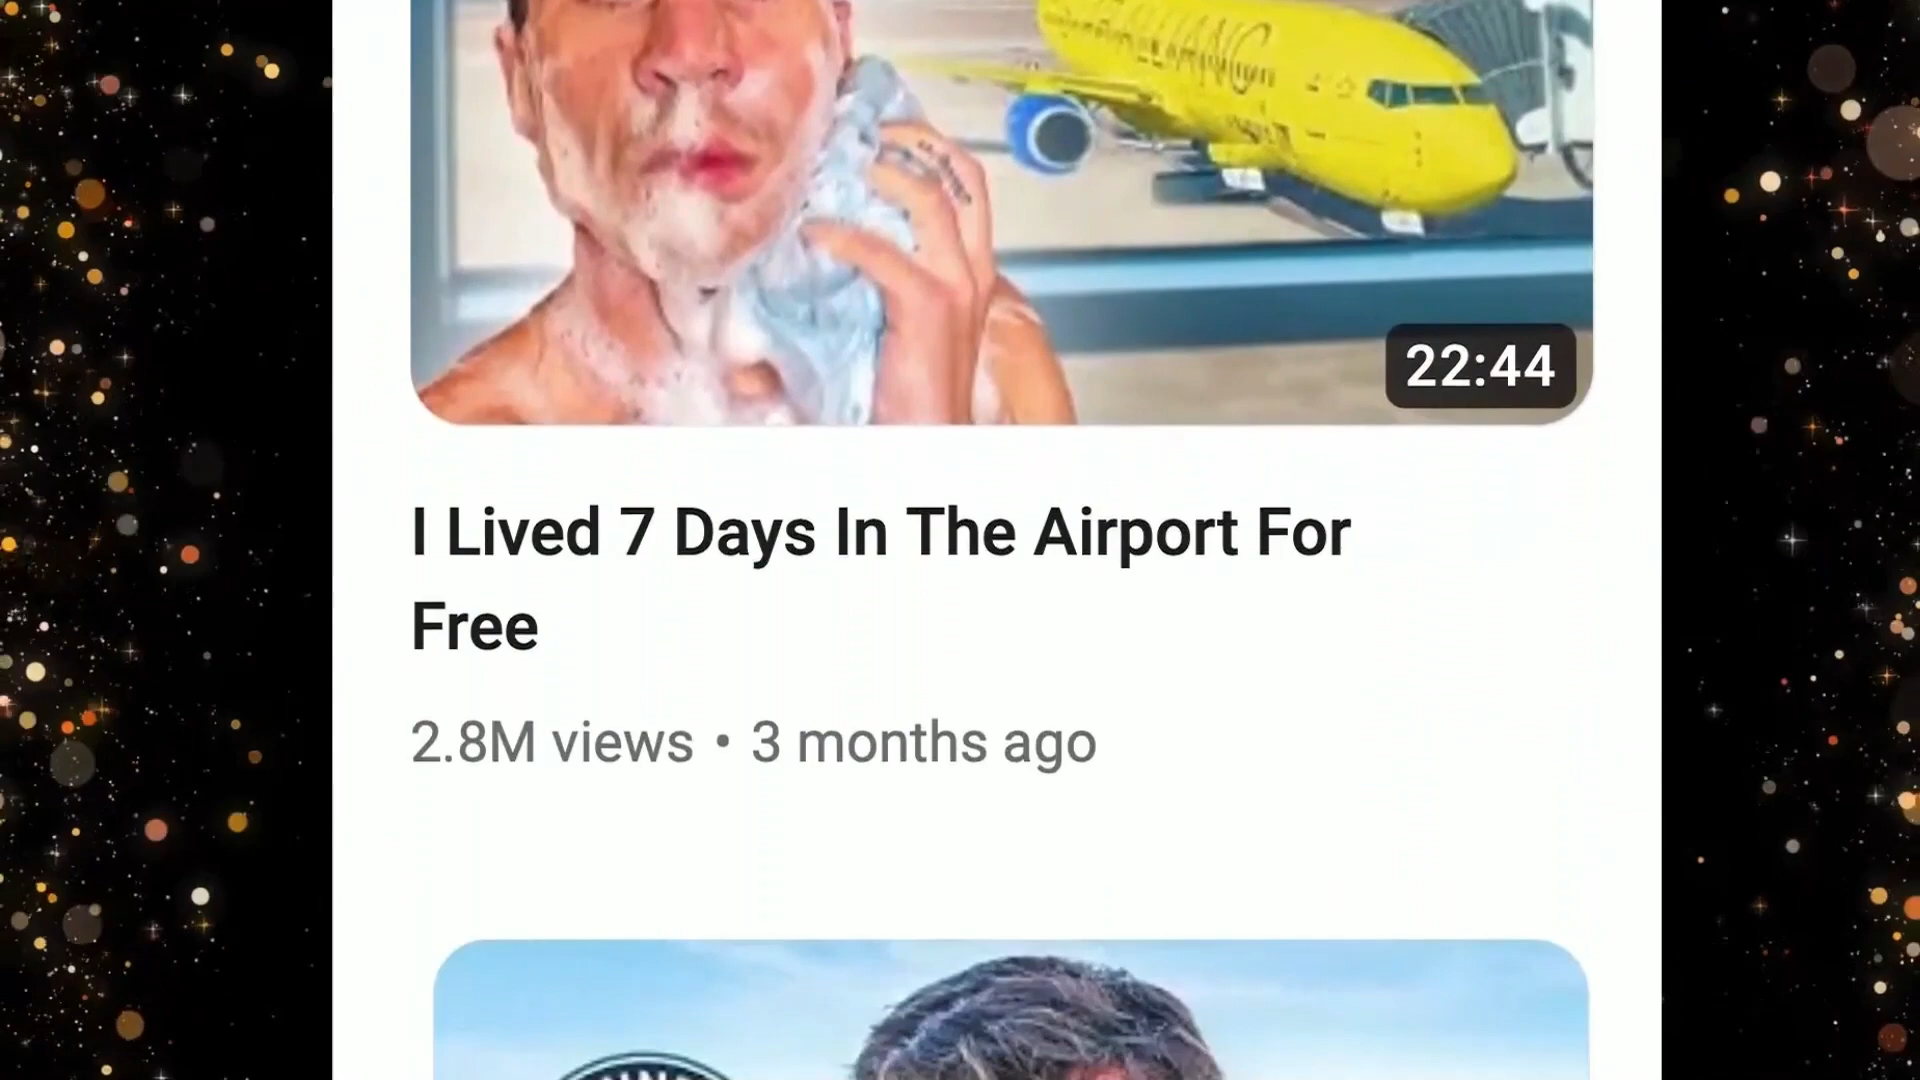 22:44
I Lived 7 Days In The Airport For
Free
2.8M views • 3 months ago